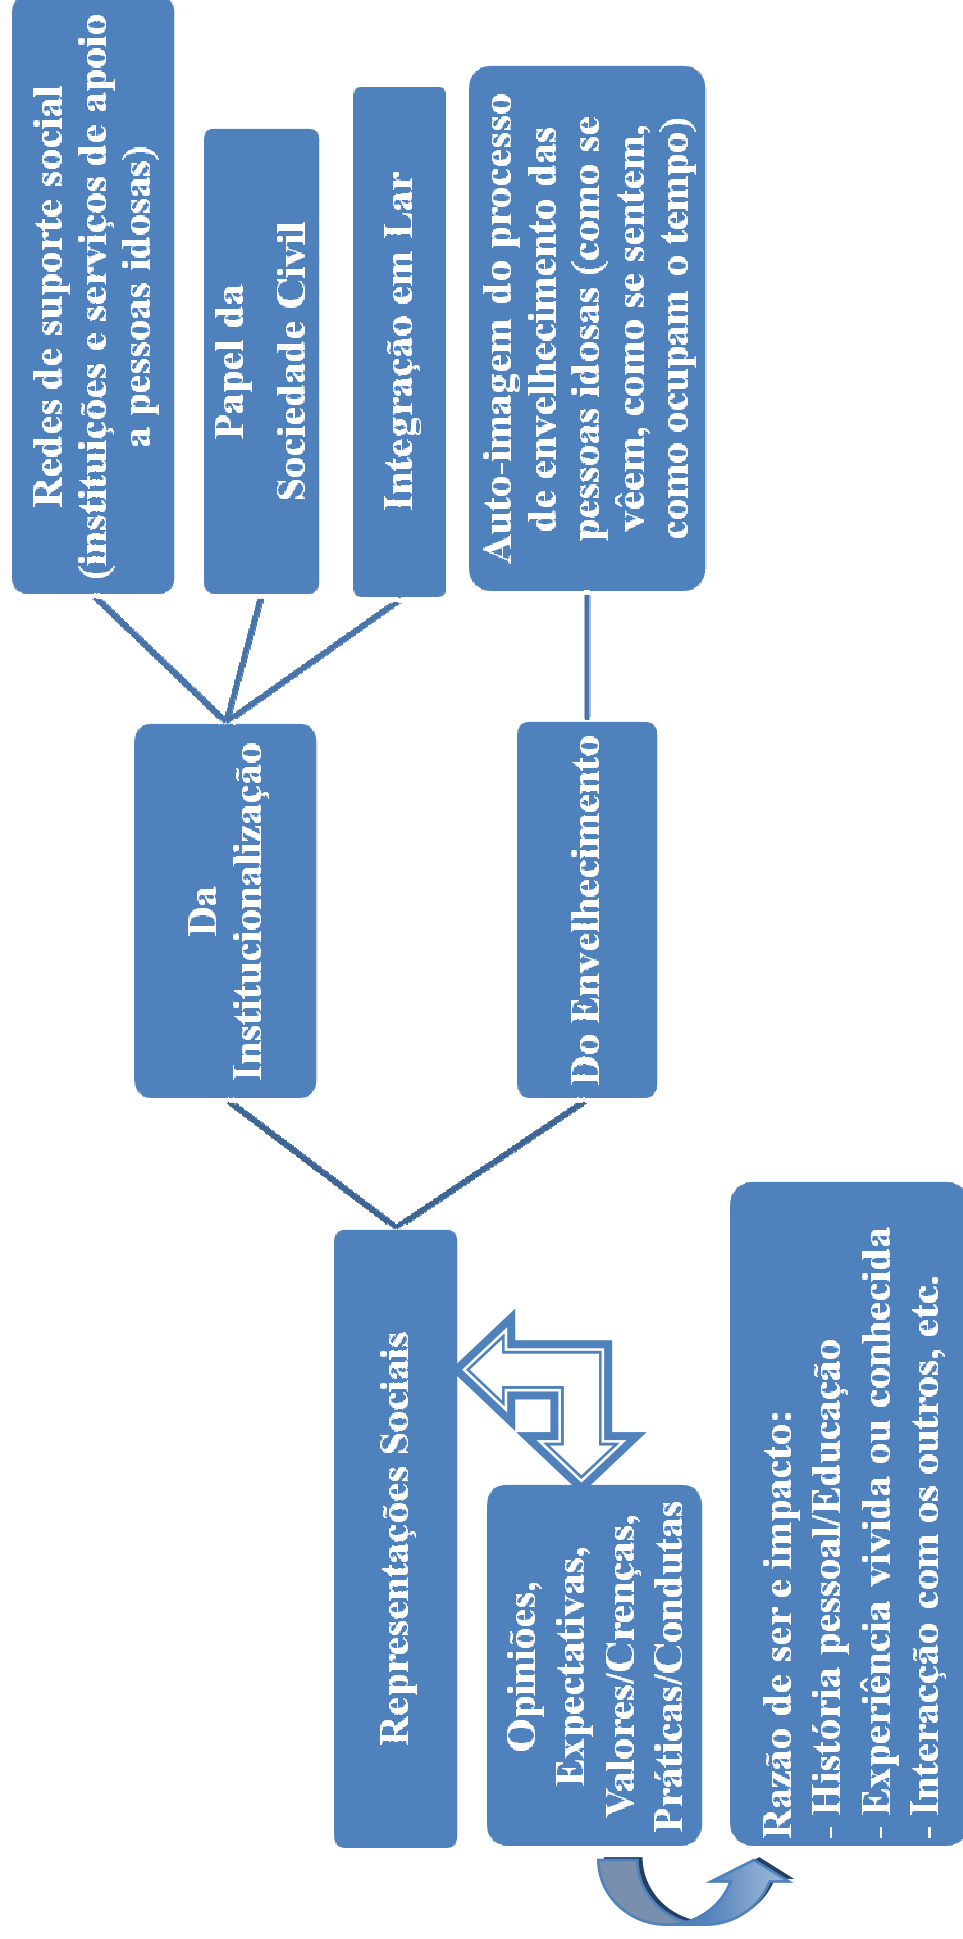 Representações Sociais
Opiniões,
Expectativas,
Valores/Crenças,
Práticas/Condutas
Razão de ser e impacto:
- História pessoal/Educação
- Experiência vivida ou conhecida
- Interacção com os outros, etc.
Da
Institucionalização
Do Envelhecimento
Redes de suporte social
(instituições e serviços de apoio
a pessoas idosas)
Papel da
Sociedade Civil
Integração em Lar
Auto-imagem do processo
de envelhecimento das
pessoas idosas (como se
vêem, como se sentem,
como ocupam o tempo)